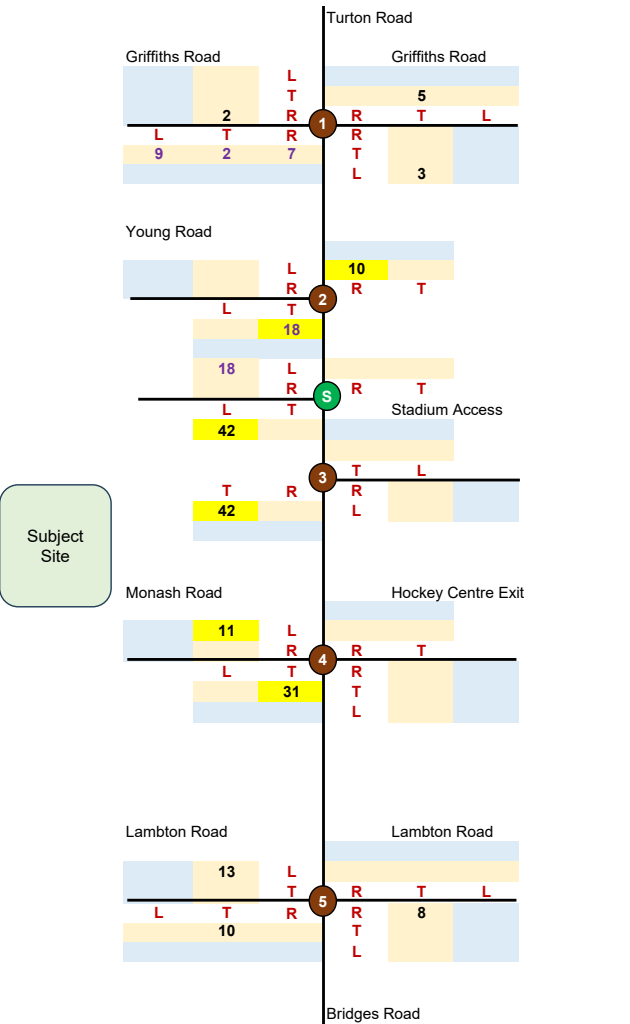 Turton Road
Griffiths Road Griffiths Road
L
T 5
2 R 1 R T L
L T R R
9 2 7 T
L 3
Young Road
L 10
R 2 R T
L T
18
18 L
R S R T
L T Stadium Access
42
3 T L
T R R
42 L
Subject
Site
Monash Road Hockey Centre Exit
11 L
R 4 R T
L T R
31 T
L
Lambton Road Lambton Road
13 L
T 5 R T L
L T R R 8
10 T
L
Bridges Road